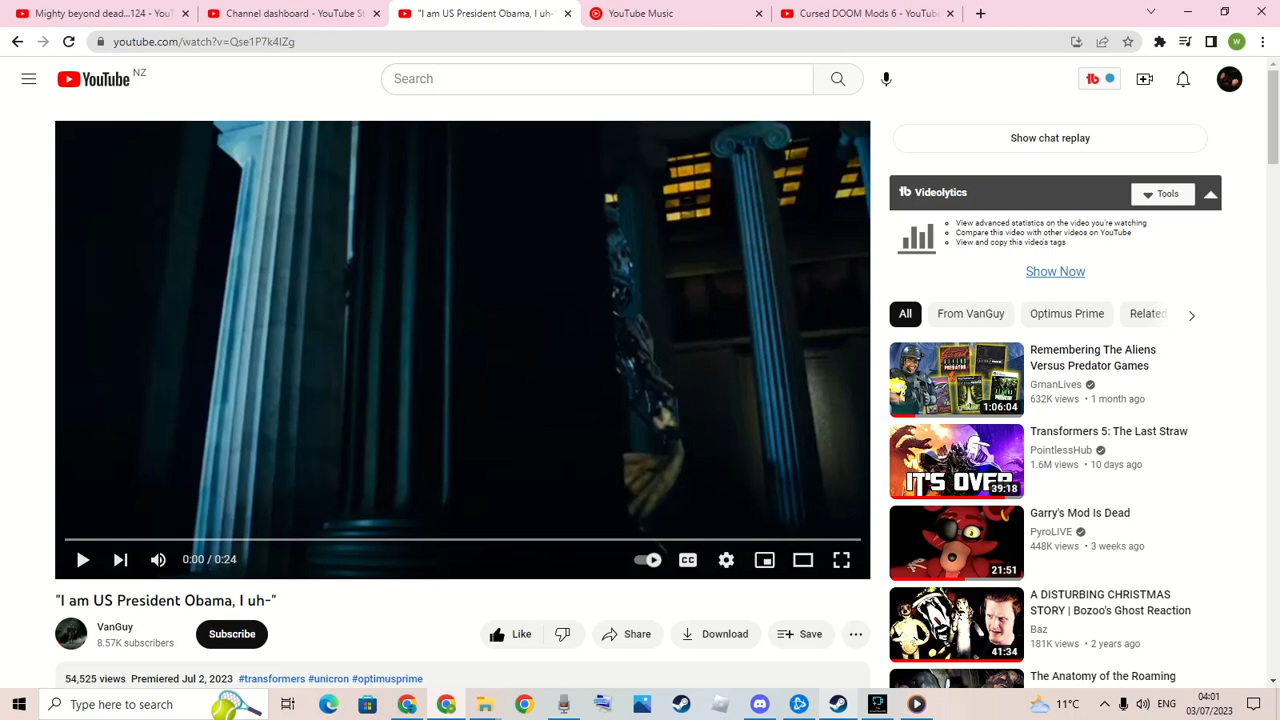 Mighty beyond dead...124 - YouT
Channel dashboard - YouTube St
"I am US President Obama, I uh-"
YouTube Music
Cursed DOOM Mod 6 - YouTube
youtube.com/watch?v=Qse1P7k4IZg
W
YouTube NZ
Search
Show chat replay
Videolytics
Tools
View advanced statistics on the video you're watching
Compare this video with other videos on YouTube
View and copy this video's tags
Show Now
All
From VanGuy
Optimus Prime
Related
Remembering The Aliens
Versus Predator Games
GmanLives
632K views • 1 month ago
1:06:04
Transformers 5: The Last Straw
PointlessHub
1.6M views • 10 days ago
IT'S OVER
39:18
Garry's Mod Is Dead
PyroLIVE
448K views • 3 weeks ago
21:51
A DISTURBING CHRISTMAS
STORY | Bozoo's Ghost Reaction
Baz
181K views • 2 years ago
41:34
The Anatomy of the Roaming
0:00 / 0:24
CC
"I am US President Obama, I uh-"
VanGuy
8.57K subscribers
Subscribe
Like
Share
Download
Save
54,525 views Premiered Jul 2, 2023 #transformers #unicron #optimusprime
Type here to search
11°C
04:01
03/07/2023